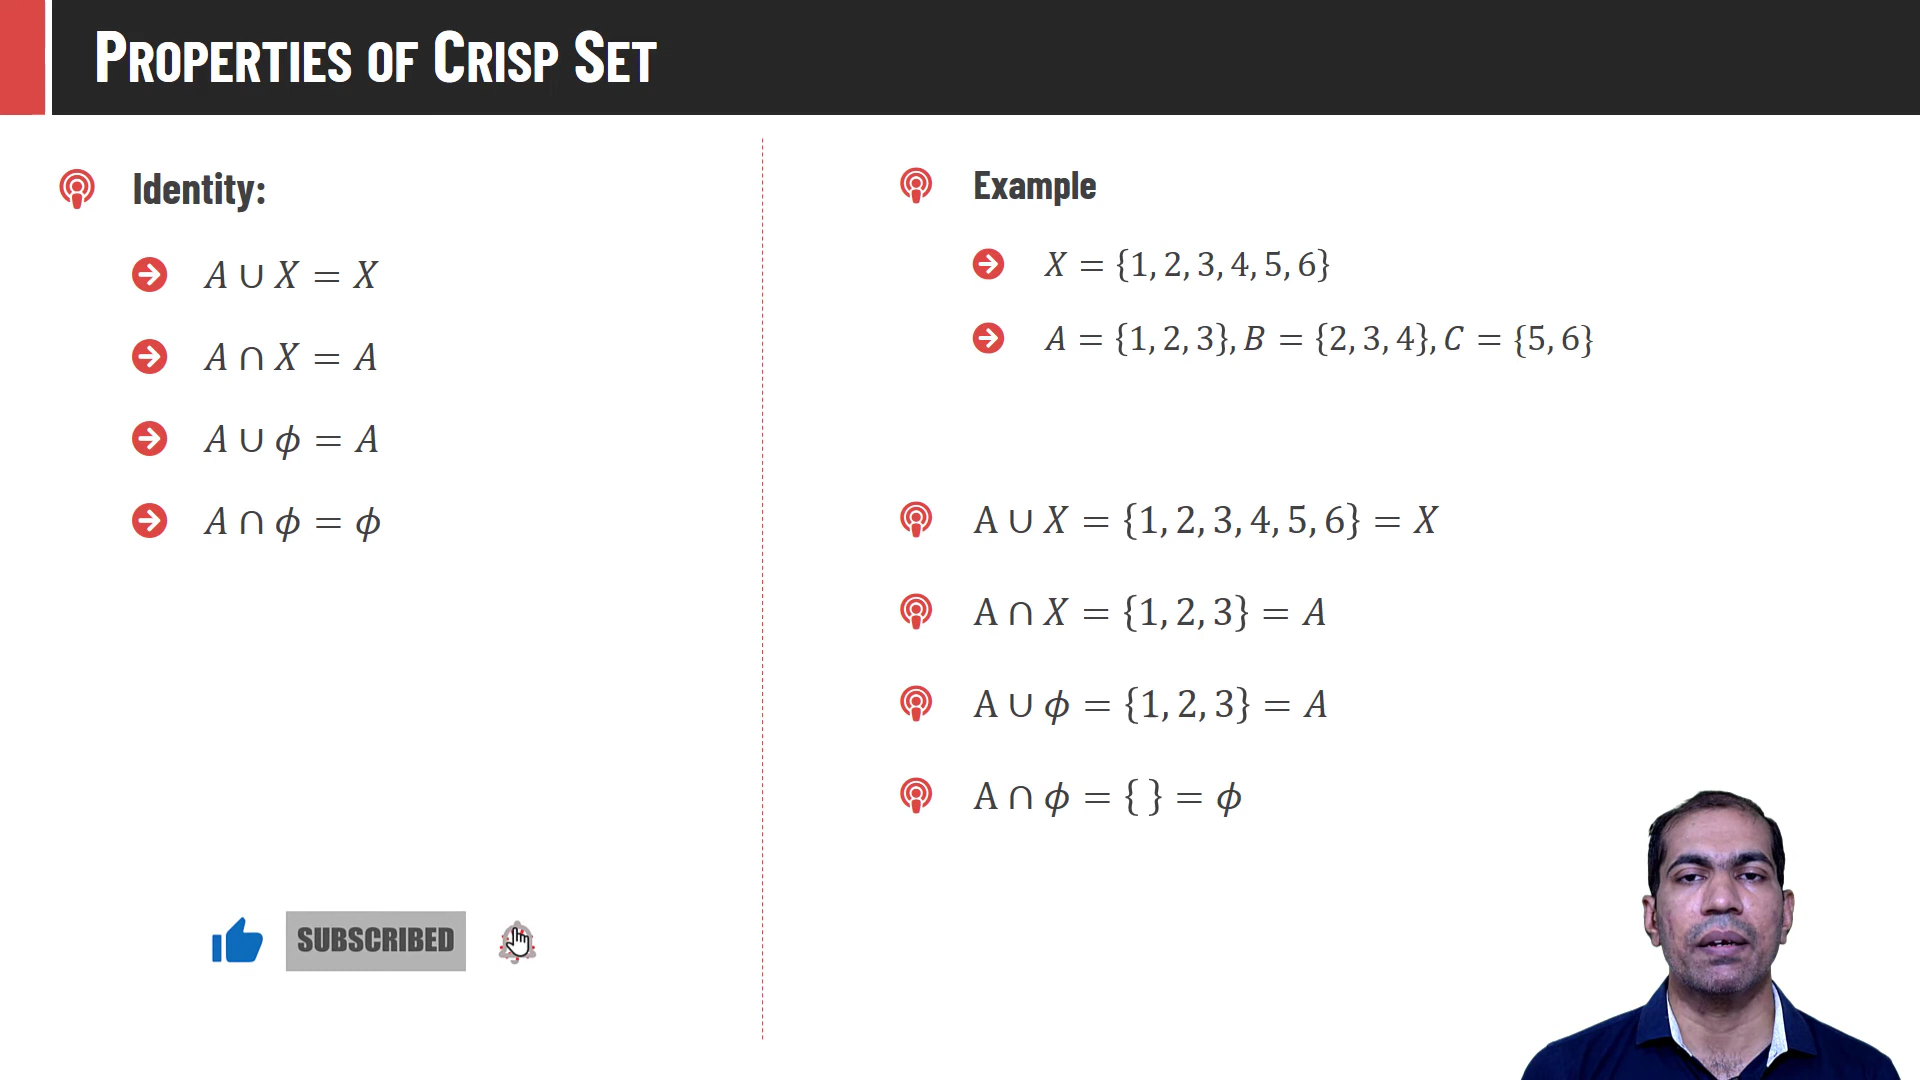 PROPERTIES OF CRISP SET
Identity:
A ∪ X = X
A ∩ X = A
A ∪ ϕ = A
A ∩ ϕ = ϕ
SUBSCRIBED
Example
X = {1, 2, 3, 4, 5, 6}
A = {1, 2, 3}, B = {2, 3, 4}, C = {5, 6}
A ∪ X = {1, 2, 3, 4, 5, 6} = X
A ∩ X = {1, 2, 3} = A
A ∪ ϕ = {1, 2, 3} = A
A ∩ ϕ = { } = ϕ